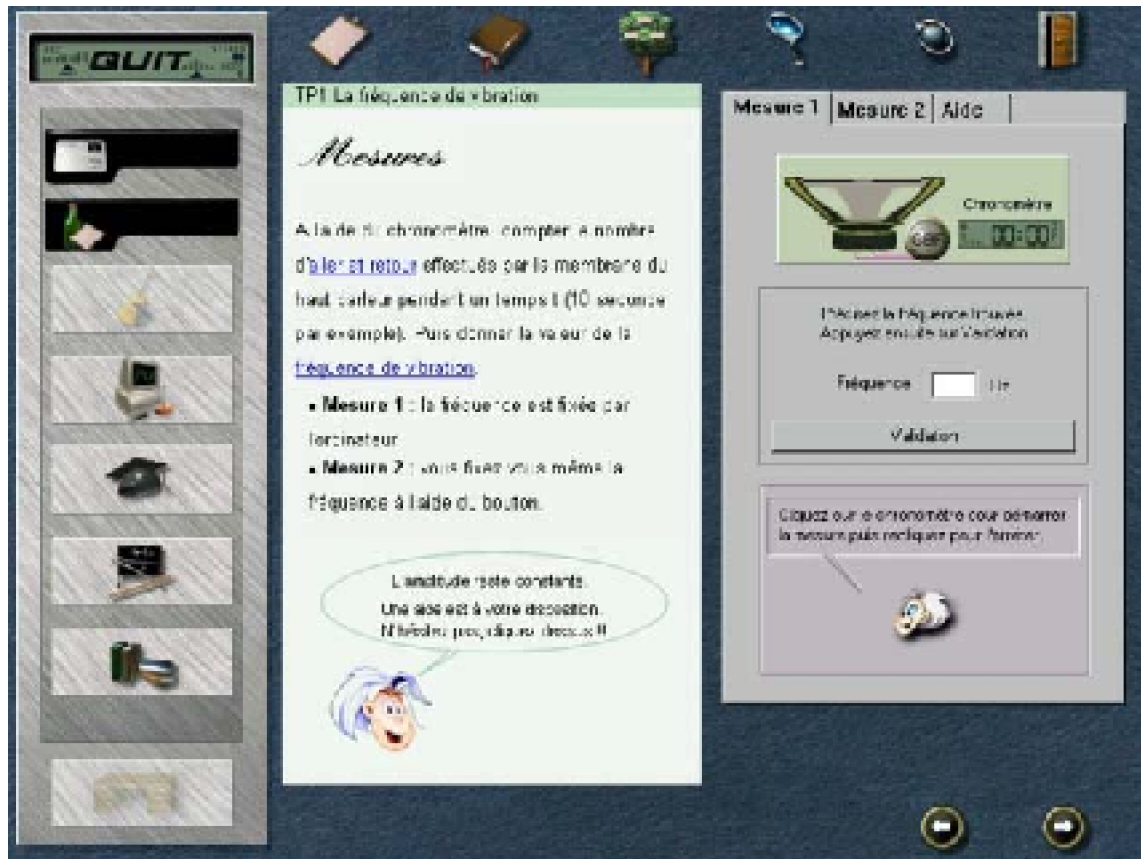 QUIT
TP1 La fréquence de vibration
Mesures
A l'aide du chronomètre, compter le nombre
d'aller et retour effectués par la membrane du
haut parleur pendant un temps t (10 seconde
par exemple). Puis donner la valeur de la
fréquence de vibration.
• Mesure 1 : la fréquence est fixée par
l'ordinateur
• Mesure 2 : vous fixez vous même la
fréquence à l'aide du bouton.
L'amplitude reste constante.
Une aide est à votre disposition.
N'hésitez pas, cliquez dessus !!
Mesure 1 Mesure 2 Aide
Chronomètre
00:00
Précisez la fréquence trouvée.
Appuyez ensuite sur Validation
Fréquence Hz
Validation
Cliquez sur le chronomètre pour démarrer
la mesure puis recliquez pour l'arrêter.